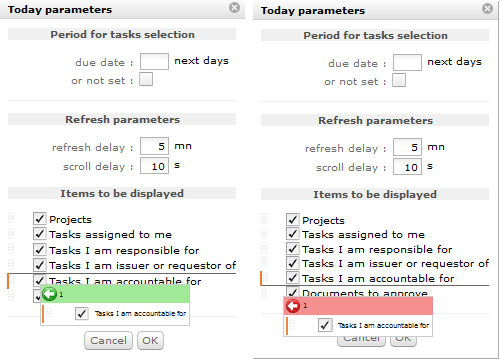 Today parameters
Period for tasks selection
due date : next days
or not set :
Refresh parameters
refresh delay : 5 mn
scroll delay : 10 s
Items to be displayed
Projects
Tasks assigned to me
Tasks I am responsible for
Tasks I am issuer or requestor of
Tasks I am accountable for
1
Tasks I am accountable for
Cancel OK
Today parameters
Period for tasks selection
due date : next days
or not set :
Refresh parameters
refresh delay : 5 mn
scroll delay : 10 s
Items to be displayed
Projects
Tasks assigned to me
Tasks I am responsible for
Tasks I am issuer or requestor of
Tasks I am accountable for
Documents to approve
1
Tasks I am accountable for
Cancel OK